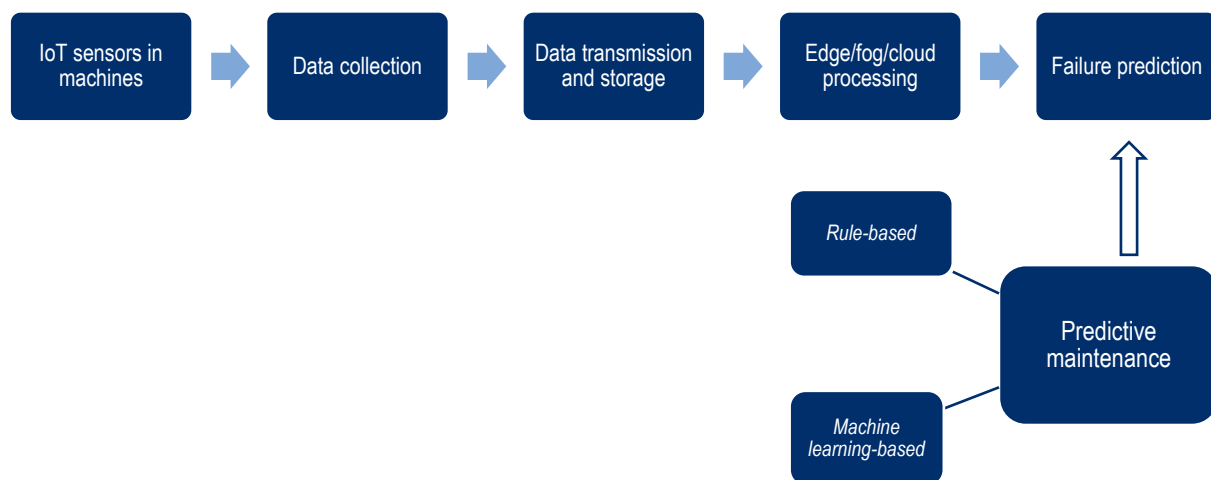 IoT sensors in
machines
Data collection
Data transmission
and storage
Edge/fog/cloud
processing
Failure prediction
Rule-based
Predictive
maintenance
Machine
learning-based